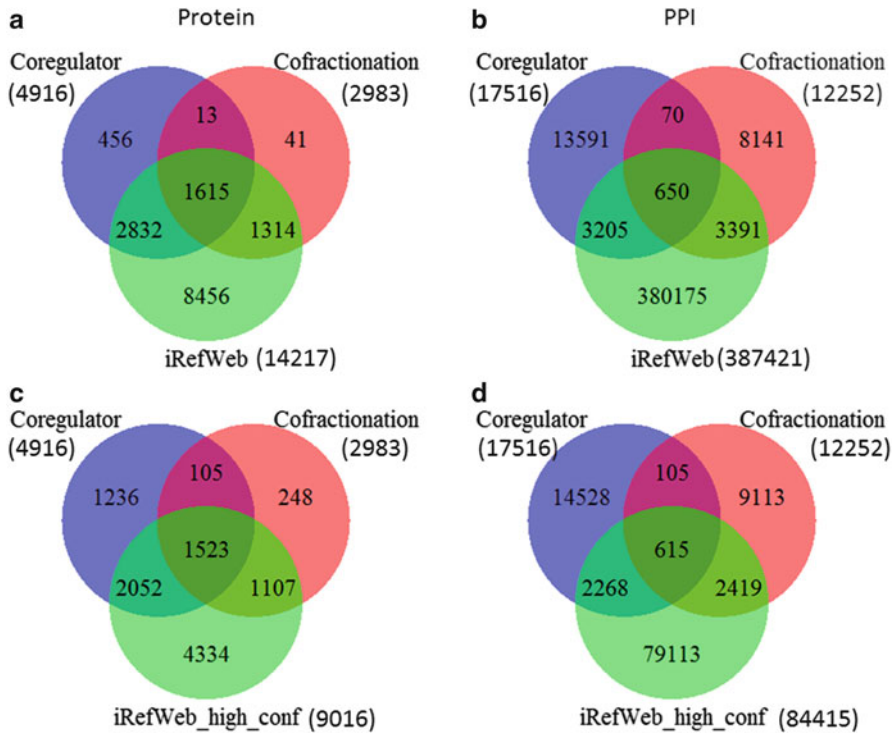 a Protein
Coregulator Cofractionation
(4916) (2983)
456 13 41
1615
2832 1314
8456
iRefWeb (14217)
b PPI
Coregulator Cofractionation
(17516) (12252)
13591 70 8141
650
3205 3391
380175
iRefWeb(387421)
c
Coregulator Cofractionation
(4916) (2983)
1236 105 248
1523
2052 1107
4334
iRefWeb_high_conf (9016)
d
Coregulator Cofractionation
(17516) (12252)
14528 105 9113
615
2268 2419
79113
iRefWeb_high_conf (84415)